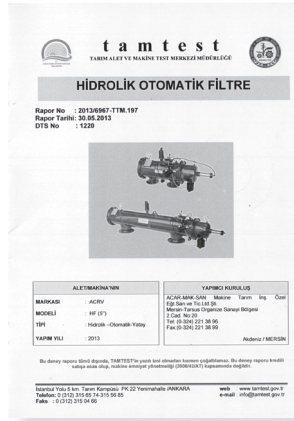 tamtest
TARIM ALET VE MAKİNE TEST MERKEZİ MÜDÜRLÜĞÜ
HİDROLİK OTOMATİK FİLTRE
Rapor No : 2013/6967-TTM.197
Rapor Tarihi: 30.05.2013
DTS No : 1220
ALET/MAKİNA'NIN
MARKASI : ACRV
MODELİ : HF (6")
TİPİ : Hidrolik –Otomatik-Yatay
YAPIM YILI : 2013
YAPIMCI KURULUŞ
ACAR-MAK-SAN Makine Tarım İnş. Özel
Eğt.San ve Tic.Ltd.Şti.
Mersin-Tarsus Organize Sanayi Bölgesi
2.Cad. No:20
Tel. (0-324) 221 38 96
Fax:(0-324) 221 38 99
Akdeniz / MERSİN
Bu deney raporu tümü dışında, TAMTEST'in yazılı izni olmadan kısmen çoğaltılamaz. Bu deney raporu kredili
satışa esas olup, makina emniyet yönetmeliği (2006/42/AT) kapsamında değildir.
İstanbul Yolu 5 km. Tarım Kampüsü PK.22 Yenimahalle /ANKARA
Telefon: 0 (312) 315 65 74-315 56 85
Faks : 0 (312) 315 04 66
web : www.tamtest.gov.tr
e-mail : info@tamtest.gov.tr